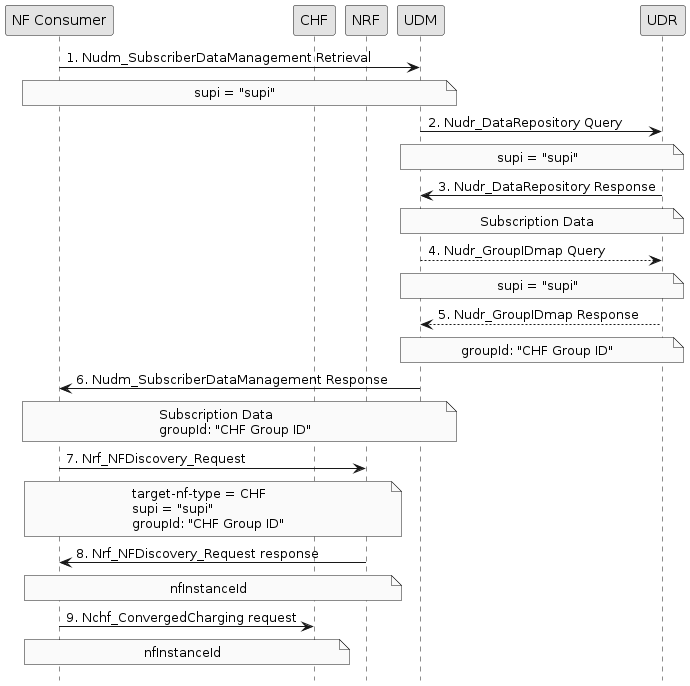 NF Consumer CHF NRF UDM UDR
1. Nudm_SubscriberDataManagement Retrieval
supi = "supi"
2. Nudr_DataRepository Query
supi = "supi"
3. Nudr_DataRepository Response
Subscription Data
4. Nudr_GroupIDmap Query
supi = "supi"
5. Nudr_GroupIDmap Response
groupId: "CHF Group ID"
6. Nudm_SubscriberDataManagement Response
Subscription Data
groupId: "CHF Group ID"
7. Nrf_NFDiscovery_Request
target-nf-type = CHF
supi = "supi"
groupId: "CHF Group ID"
8. Nrf_NFDiscovery_Request response
nfInstanceId
9. Nchf_ConvergedCharging request
nfInstanceId